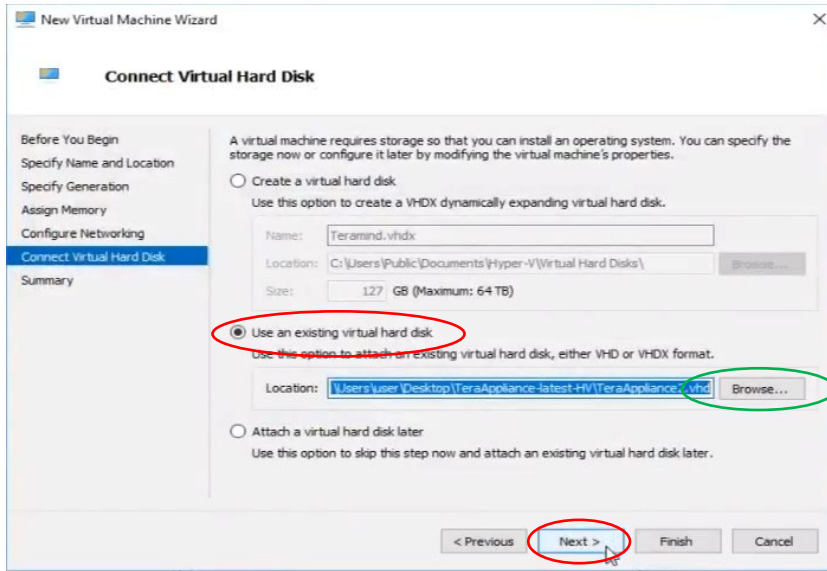 New Virtual Machine Wizard
Connect Virtual Hard Disk
Before You Begin
Specify Name and Location
Specify Generation
Assign Memory
Configure Networking
Connect Virtual Hard Disk
Summary
A virtual machine requires storage so that you can install an operating system. You can specify the
storage now or configure it later by modifying the virtual machine's properties.
Create a virtual hard disk
Use this option to create a VHDX dynamically expanding virtual hard disk.
Name: Teramind.vhdx
Location: C:\Users\Public\Documents\Hyper-V\Virtual Hard Disks\ Browse...
Size: 127 GB (Maximum: 64 TB)
Use an existing virtual hard disk
Use this option to attach an existing virtual hard disk, either VHD or VHDX format.
Location: \Users\user\Desktop\TeraAppliance-latest-HV\ Browse...
Attach a virtual hard disk later
Use this option to skip this step now and attach an existing virtual hard disk later.
< Previous Next > Finish Cancel